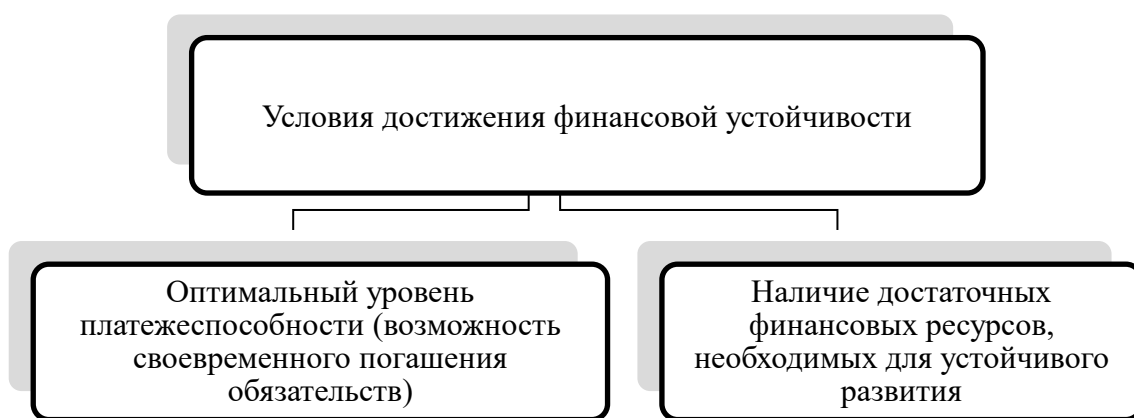 Условия достижения финансовой устойчивости
Оптимальный уровень
платежеспособности (возможность
своевременного погашения
обязательств)
Наличие достаточных
финансовых ресурсов,
необходимых для устойчивого
развития